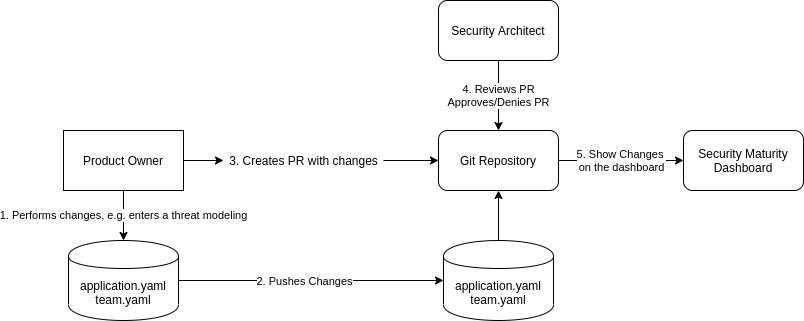 Security Architect
4. Reviews PR
Approves/Denies PR
Product Owner
3. Creates PR with changes
Git Repository
5. Show Changes
on the dashboard
Security Maturity
Dashboard
1. Performs changes, e.g. enters a threat modeling
application.yaml
team.yaml
2. Pushes Changes
application.yaml
team.yaml